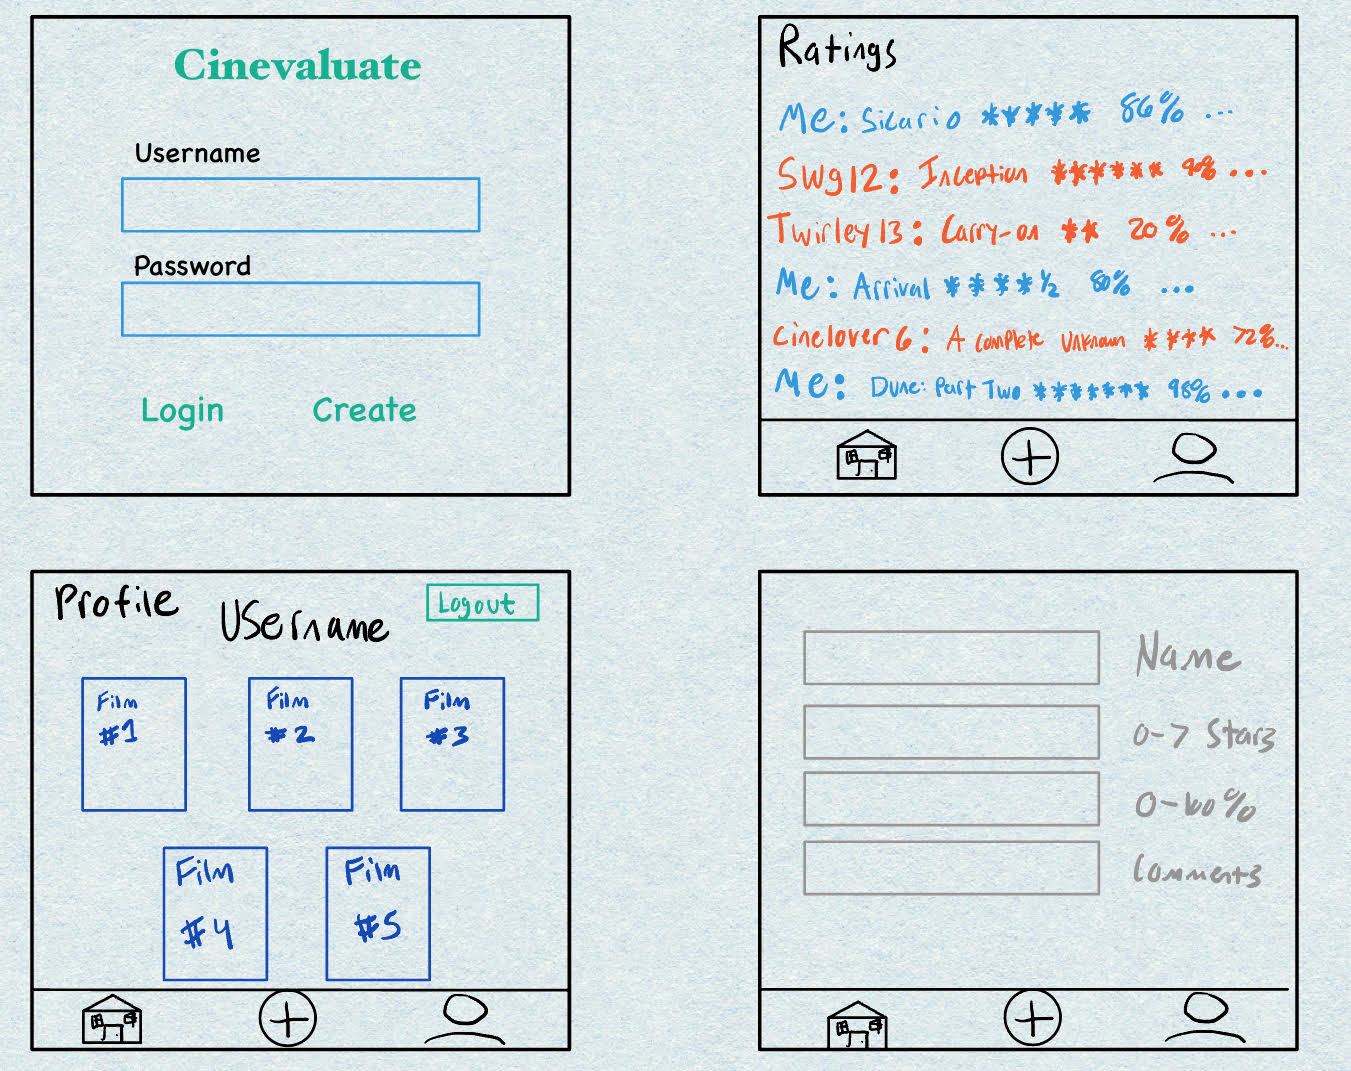 Cinevaluate
Username
Password
Login Create
Ratings
Me: Sicario ***** 86% ...
Swg12: Inception ****** 90% ...
Twirley13: Carry-on ** 20% ...
Me: Arrival ****½ 80% ...
Cinelover6: A Complete Unknown **** 72%...
Me: Dune: Part Two ******* 98% ...
Profile
Username
Logout
Film
#1
Film
#2
Film
#3
Film
#4
Film
#5
Name
0-7 Stars
0-100%
Comments